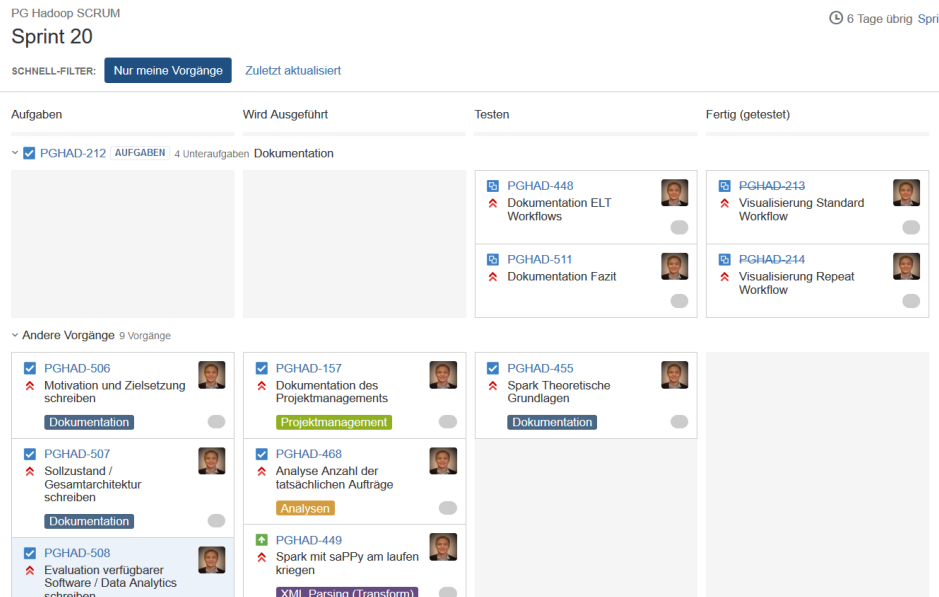 PG Hadoop SCRUM
6 Tage übrig Spri
Sprint 20
SCHNELL-FILTER: Nur meine Vorgänge Zuletzt aktualisiert
Aufgaben Wird Ausgeführt Testen Fertig (getestet)
PGHAD-212 AUFGABEN 4 Unteraufgaben Dokumentation
PGHAD-448
Dokumentation ELT
Workflows
PGHAD-213
Visualisierung Standard
Workflow
PGHAD-511
Dokumentation Fazit
PGHAD-214
Visualisierung Repeat
Workflow
Andere Vorgänge 9 Vorgänge
PGHAD-506
Motivation und Zielsetzung
schreiben
Dokumentation
PGHAD-507
Sollzustand /
Gesamtarchitektur
schreiben
Dokumentation
PGHAD-508
Evaluation verfügbarer
Software / Data Analytics
schreiben
PGHAD-157
Dokumentation des
Projektmanagements
Projektmanagement
PGHAD-468
Analyse Anzahl der
tatsächlichen Aufträge
Analysen
PGHAD-449
Spark mit saPPy am laufen
kriegen
XML Parsing (Transform)
PGHAD-455
Spark Theoretische
Grundlagen
Dokumentation